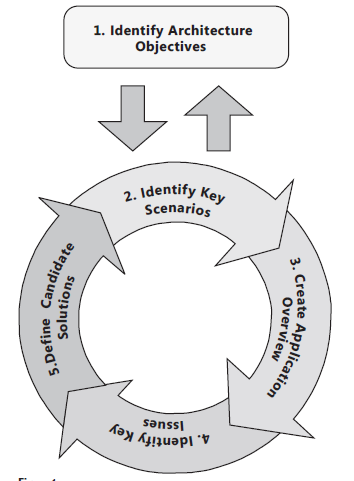 1. Identify Architecture
Objectives
2. Identify Key
Scenarios
3. Create Application
Overview
4. Identify Key
Issues
5.Define Candidate
Solutions